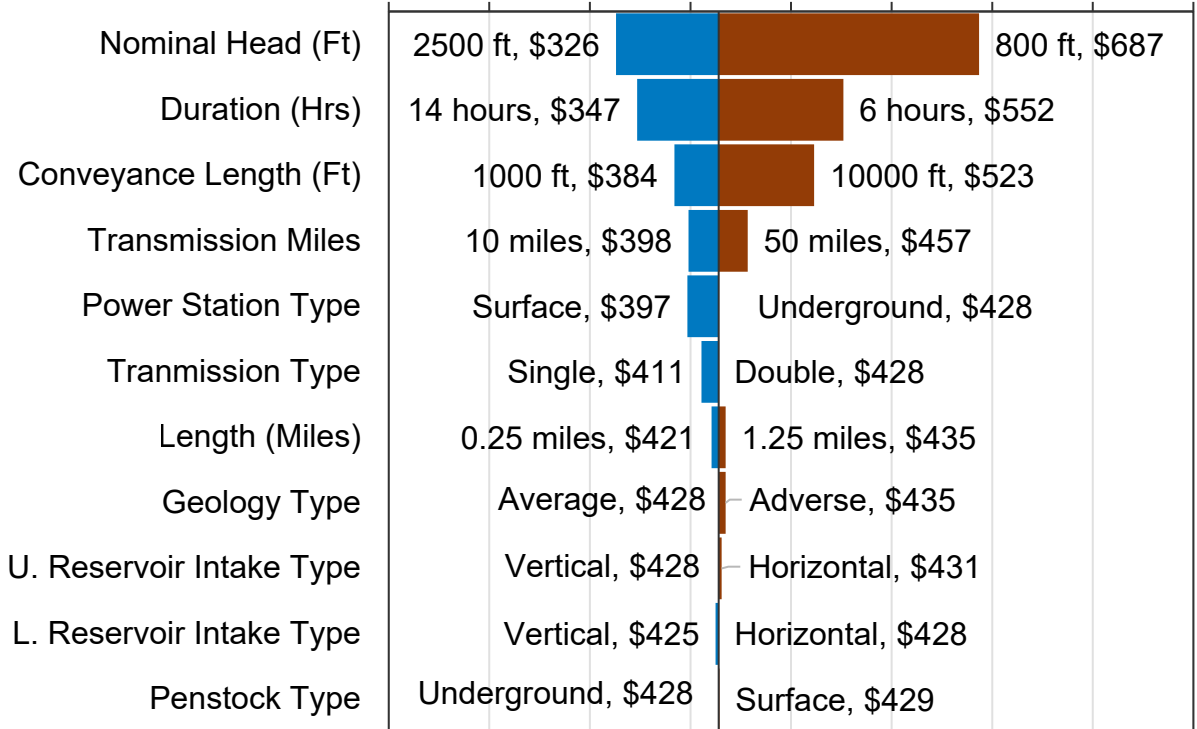 Nominal Head (Ft) 2500 ft, $326 800 ft, $687
Duration (Hrs) 14 hours, $347 6 hours, $552
Conveyance Length (Ft) 1000 ft, $384 10000 ft, $523
Transmission Miles 10 miles, $398 50 miles, $457
Power Station Type Surface, $397 Underground, $428
Tranmission Type Single, $411 Double, $428
Length (Miles) 0.25 miles, $421 1.25 miles, $435
Geology Type Average, $428 Adverse, $435
U. Reservoir Intake Type Vertical, $428 Horizontal, $431
L. Reservoir Intake Type Vertical, $425 Horizontal, $428
Penstock Type Underground, $428 Surface, $429